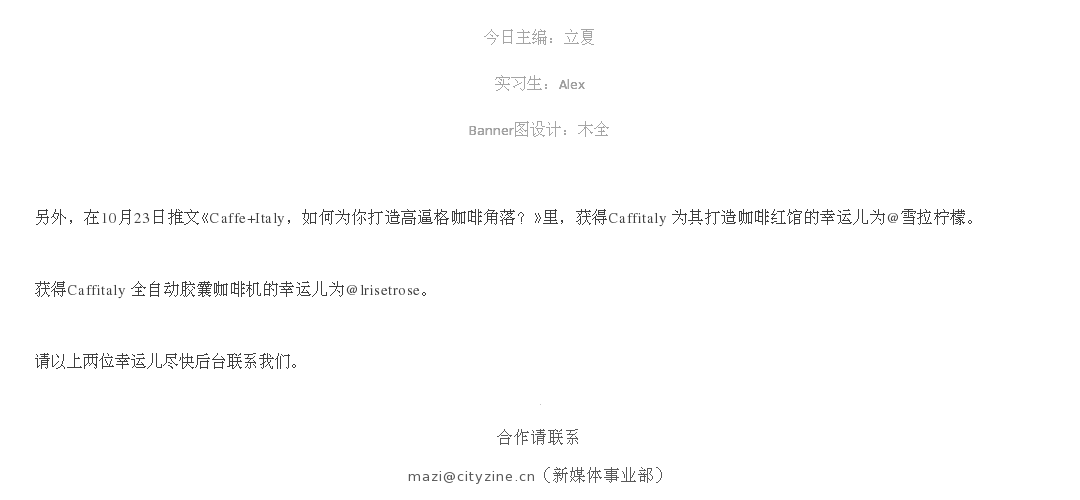 今日主编：立夏
实习生：Alex
Banner图设计：木全
另外，在10月23日推文《Caffe+Italy，如何为你打造高逼格咖啡角落？》里，获得Caffitaly 为其打造咖啡红馆的幸运儿为@雪拉柠檬。
获得Caffitaly 全自动胶囊咖啡机的幸运儿为@lrisetrose。
请以上两位幸运儿尽快后台联系我们。
合作请联系
mazi@cityzine.cn（新媒体事业部）